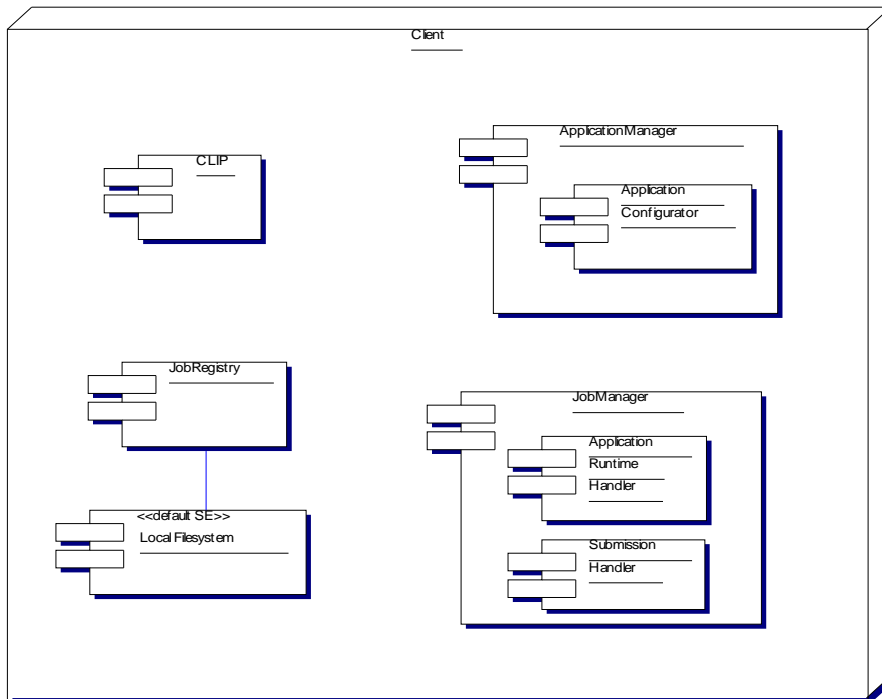 Client
CLIP
ApplicationManager
Application
Configurator
JobRegistry
<<default SE>>
LocalFilesystem
JobManager
Application
Runtime
Handler
Submission
Handler